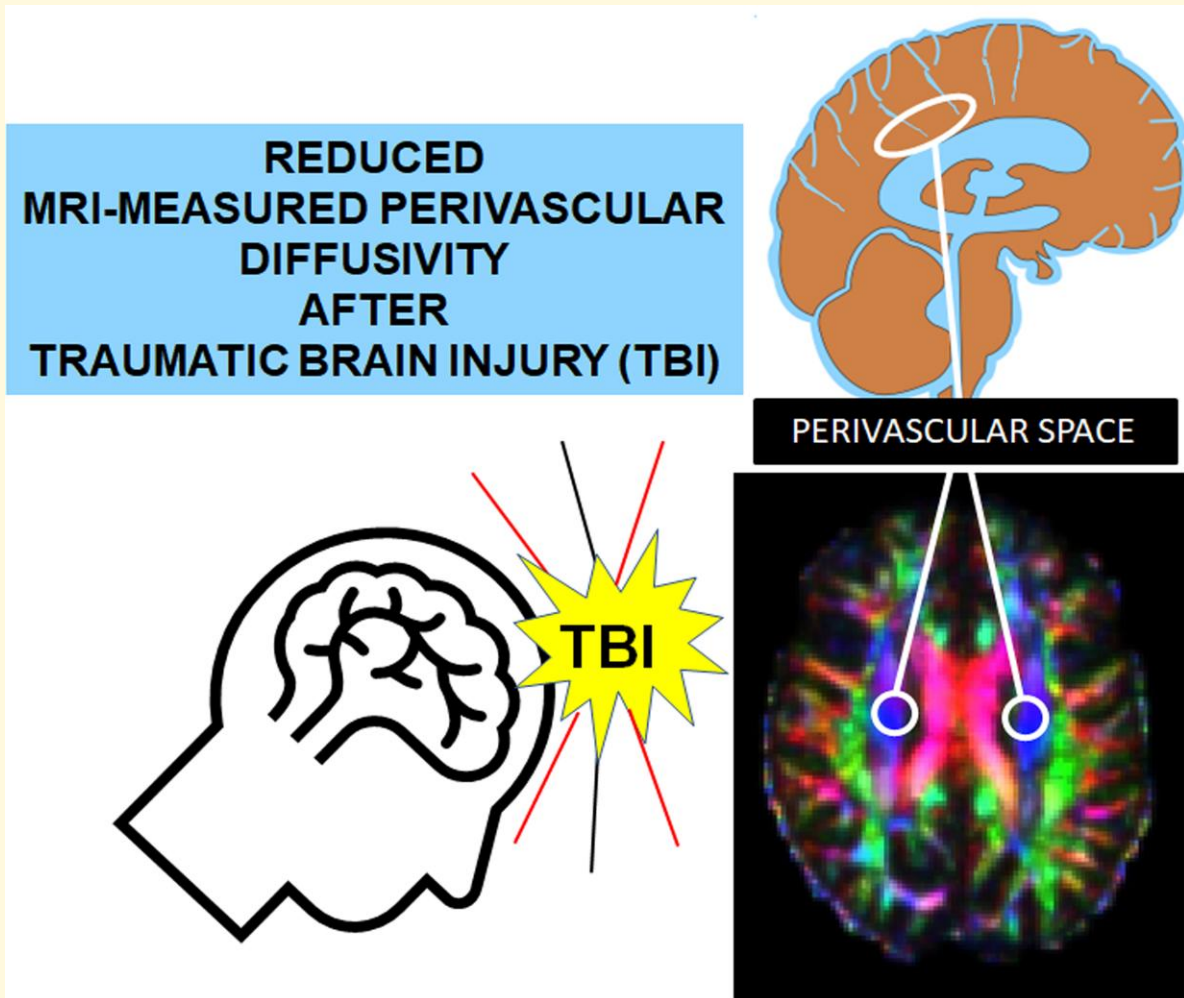 REDUCED
MRI-MEASURED PERIVASCULAR
DIFFUSIVITY
AFTER
TRAUMATIC BRAIN INJURY (TBI)
PERIVASCULAR SPACE
TBI